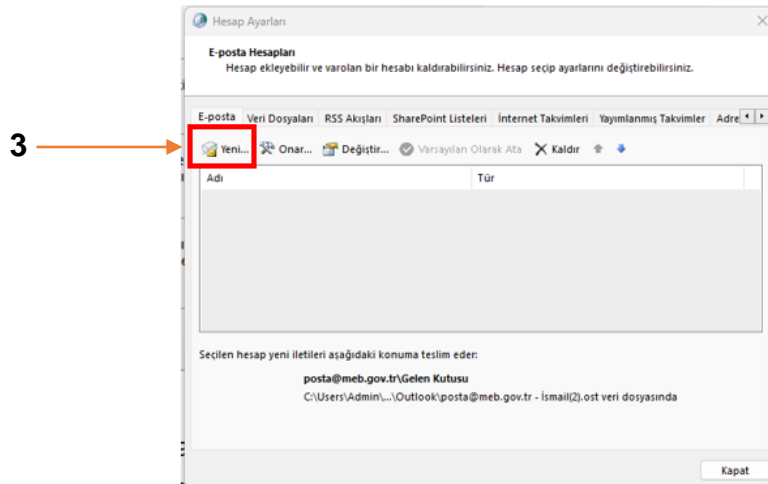 Hesap Ayarları
E-posta Hesapları
Hesap ekleyebilir ve varolan bir hesabı kaldırabilirsiniz. Hesap seçip ayarlarını değiştirebilirsiniz.
E-posta Veri Dosyaları RSS Akışları SharePoint Listeleri İnternet Takvimleri Yayımlanmış Takvimler Adre
3
Yeni... Onar... Değiştir... Varsayılan Olarak Ata Kaldır
Adı Tür
Seçilen hesap yeni iletileri aşağıdaki konuma teslim eder:
posta@meb.gov.tr\Gelen Kutusu
C:\Users\Admin\...\Outlook\posta@meb.gov.tr - İsmail(2).ost veri dosyasında
Kapat